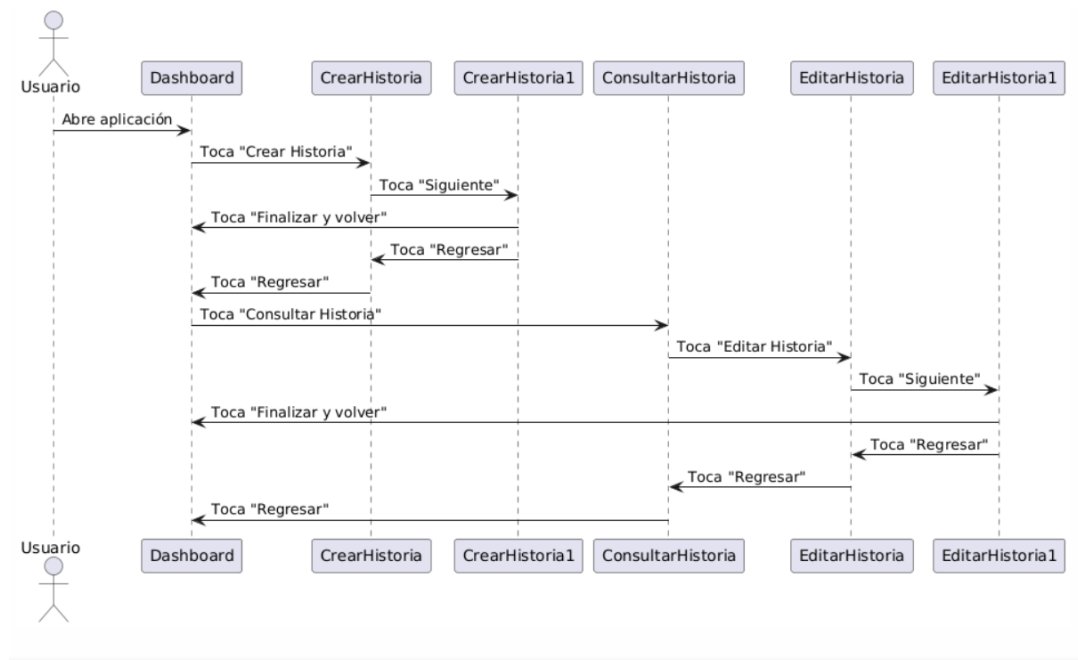 Usuario
Dashboard
CrearHistoria
CrearHistoria1
ConsultarHistoria
EditarHistoria
EditarHistoria1
Abre aplicación
Toca "Crear Historia"
Toca "Siguiente"
Toca "Finalizar y volver"
Toca "Regresar"
Toca "Regresar"
Toca "Consultar Historia"
Toca "Editar Historia"
Toca "Siguiente"
Toca "Finalizar y volver"
Toca "Regresar"
Toca "Regresar"
Toca "Regresar"
Usuario
Dashboard
CrearHistoria
CrearHistoria1
ConsultarHistoria
EditarHistoria
EditarHistoria1